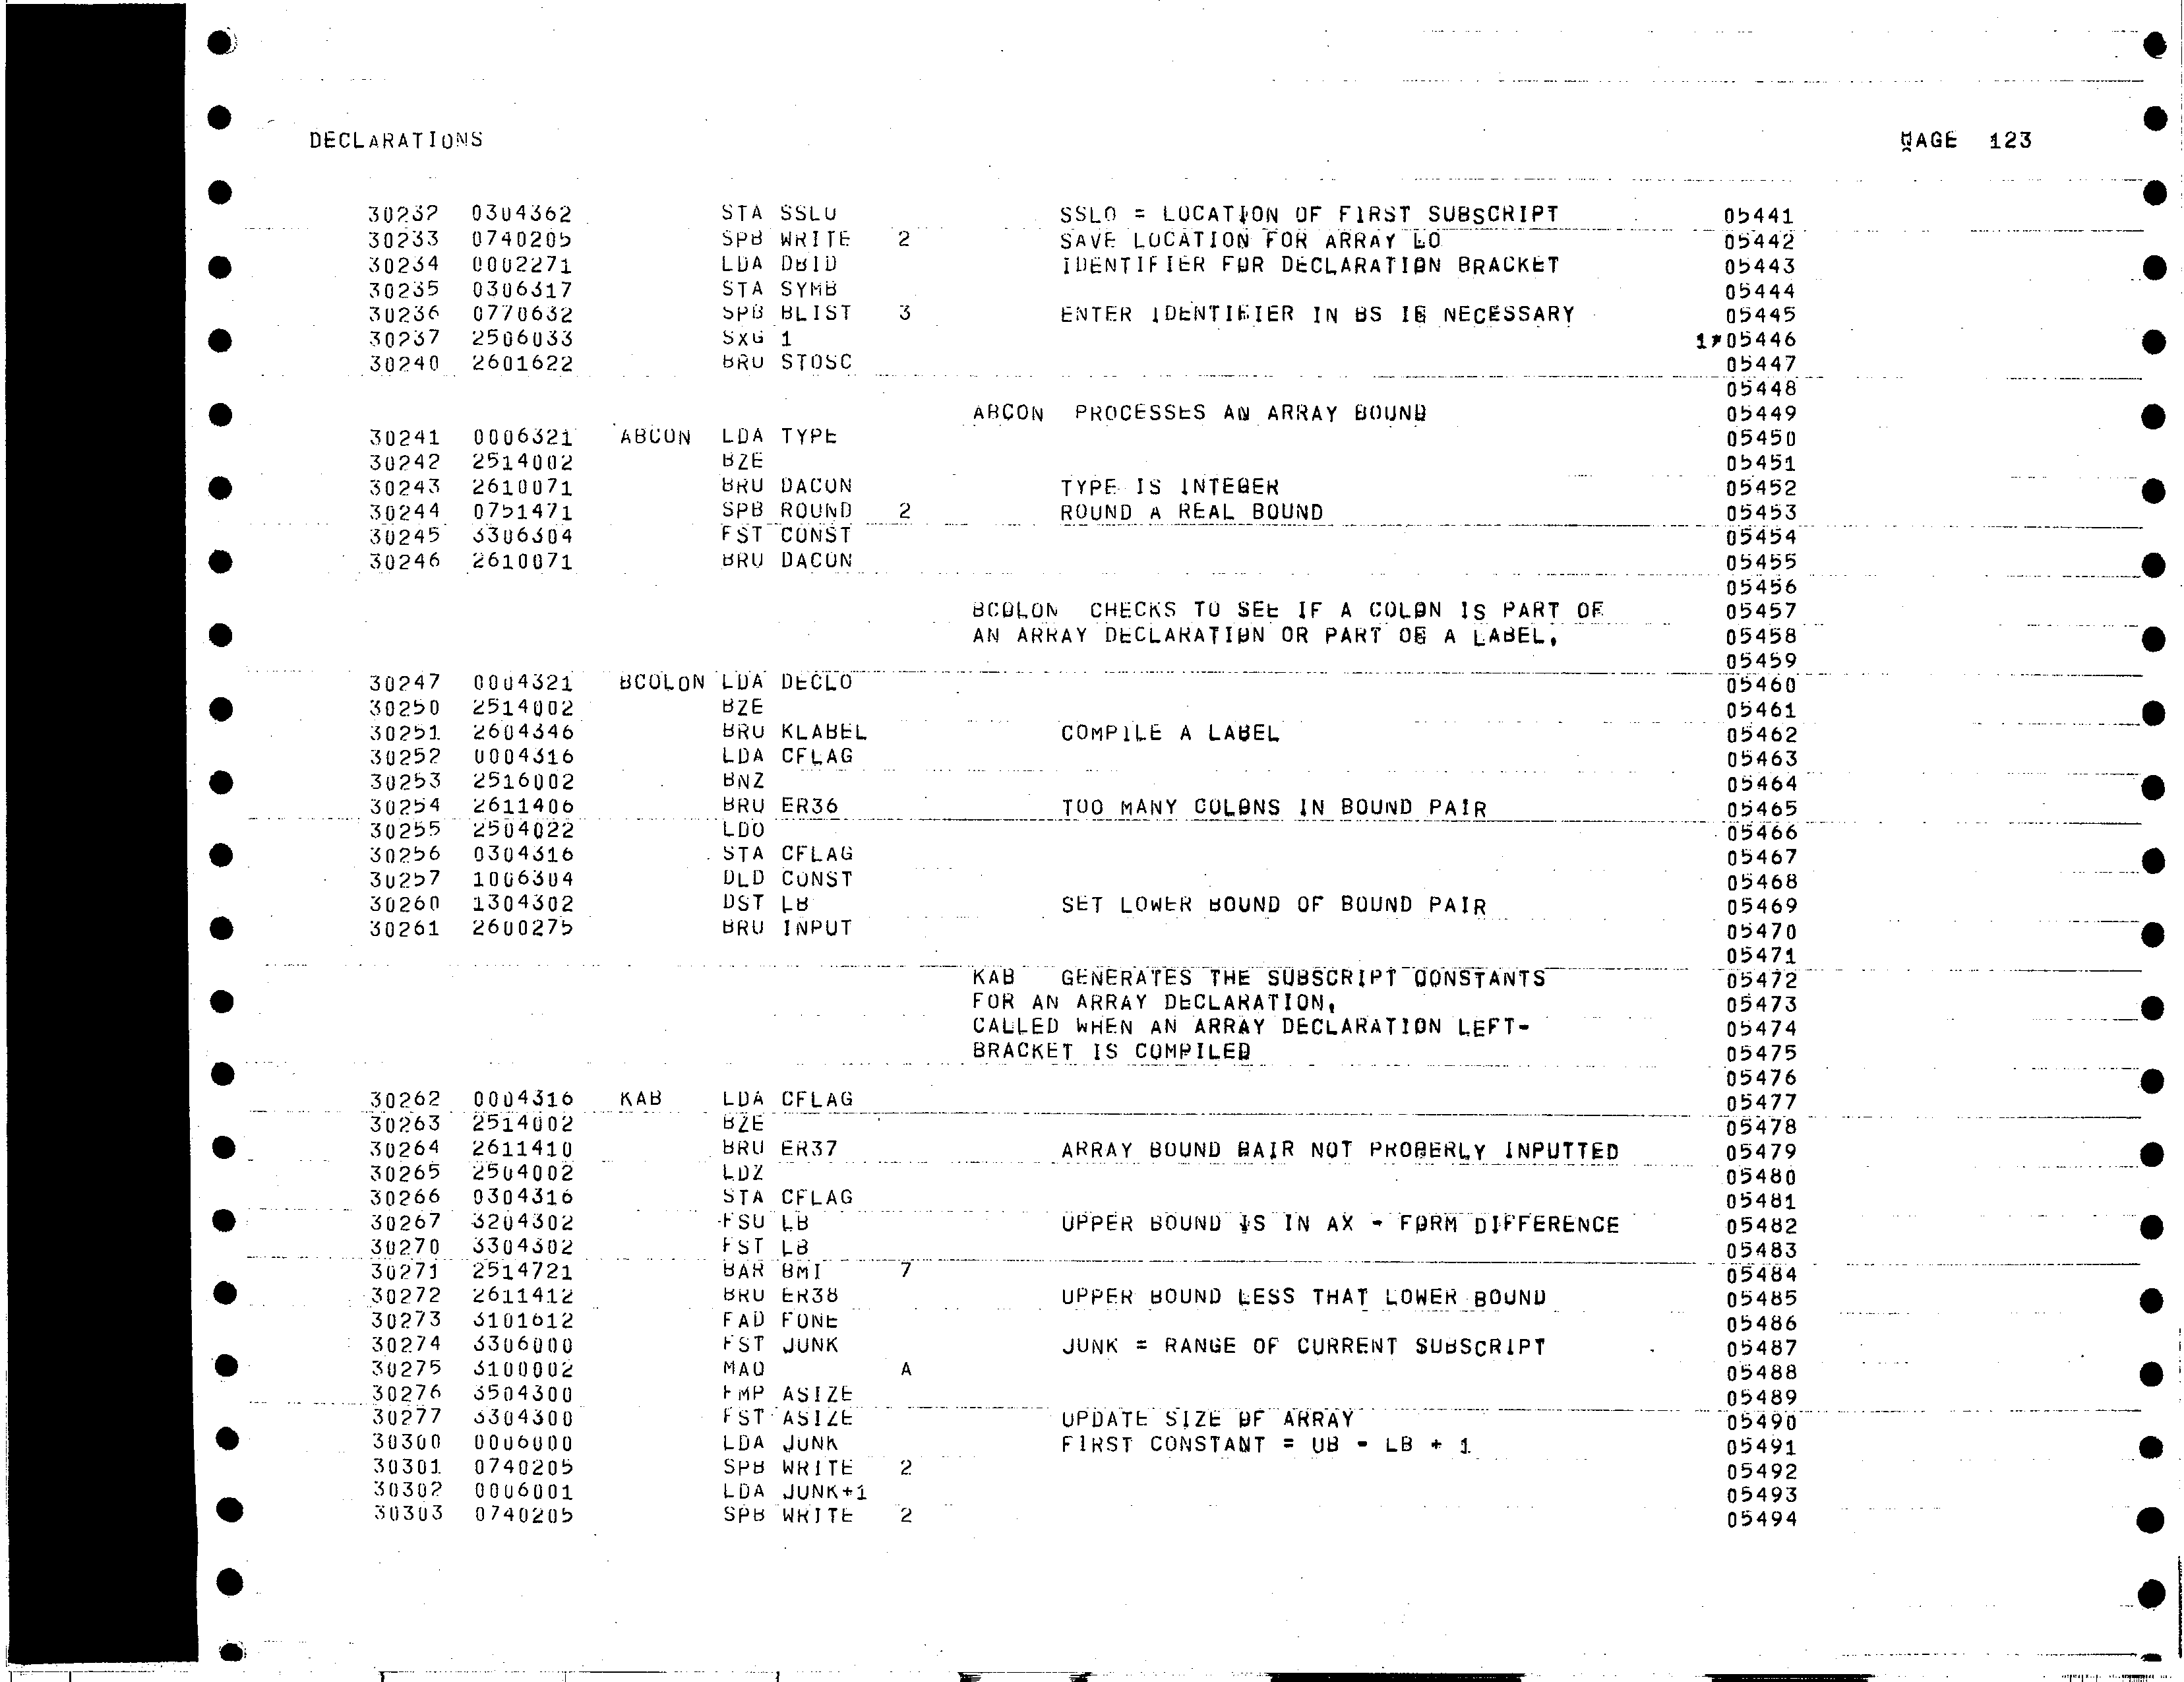 DECLARATIONS PAGE 123
30232 0304362 STA SSLO SSLO = LOCATION OF FIRST SUBSCRIPT 05441
30233 0740205 SPB WRITE 2 SAVE LOCATION FOR ARRAY LO 05442
30234 0002271 LDA DBID IDENTIFIER FOR DECLARATION BRACKET 05443
30235 0306317 STA SYMB 05444
30236 0770632 SPB BLIST 3 ENTER IDENTIFIER IN BS IF NECESSARY 05445
30237 2506033 SXG 1 1*05446
30240 2601622 BRU STOSC 05447
05448
ABCON PROCESSES AN ARRAY BOUND 05449
30241 0006321 ABCON LDA TYPE 05450
30242 2514002 BZE 05451
30243 2610071 BRU DACON TYPE IS INTEGER 05452
30244 0751471 SPB ROUND 2 ROUND A REAL BOUND 05453
30245 3306304 FST CONST 05454
30246 2610071 BRU DACON 05455
05456
BCOLON CHECKS TO SEE IF A COLON IS PART OF 05457
AN ARRAY DECLARATION OR PART OF A LABEL, 05458
05459
30247 0004321 BCOLON LDA DECLO 05460
30250 2514002 BZE 05461
30251 2604346 BRU KLABEL COMPILE A LABEL 05462
30252 0004316 LDA CFLAG 05463
30253 2516002 BNZ 05464
30254 2611406 BRU ER36 TOO MANY COLONS IN BOUND PAIR 05465
30255 2504022 LDO 05466
30256 0304316 STA CFLAG 05467
30257 1006304 DLD CONST 05468
30260 1304302 DST LB SET LOWER BOUND OF BOUND PAIR 05469
30261 2600275 BRU INPUT 05470
05471
KAB GENERATES THE SUBSCRIPT CONSTANTS 05472
FOR AN ARRAY DECLARATION, 05473
CALLED WHEN AN ARRAY DECLARATION LEFT- 05474
BRACKET IS COMPILED 05475
05476
30262 0004316 KAB LDA CFLAG 05477
30263 2514002 BZE 05478
30264 2611410 BRU ER37 ARRAY BOUND PAIR NOT PROPERLY INPUTTED 05479
30265 2504002 LDZ 05480
30266 0304316 STA CFLAG 05481
30267 3204302 FSU LB UPPER BOUND IS IN AX - FORM DIFFERENCE 05482
30270 3304302 FST LB 05483
30271 2514721 BAR BMI 7 05484
30272 2611412 BRU ER38 UPPER BOUND LESS THAT LOWER BOUND 05485
30273 3101612 FAD FONE 05486
30274 3306000 FST JUNK JUNK = RANGE OF CURRENT SUBSCRIPT 05487
30275 3100002 MAQ A 05488
30276 3504300 FMP ASIZE 05489
30277 3304300 FST ASIZE UPDATE SIZE OF ARRAY 05490
30300 0006000 LDA JUNK FIRST CONSTANT = UB - LB + 1 05491
30301 0740205 SPB WRITE 2 05492
30302 0006001 LDA JUNK+1 05493
30303 0740205 SPB WRITE 2 05494